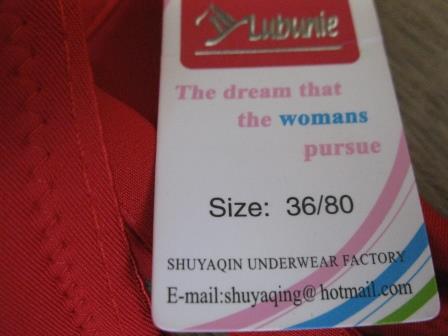 Lubunie
The dream that
the womans
pursue
Size: 36/80
SHUYAQIN UNDERWEAR FACTORY
E-mail:shuyaqing@hotmail.com